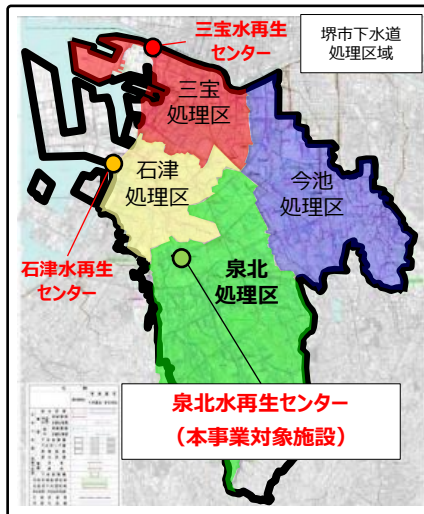 三宝水再生
センター
堺市下水道
処理区域
三宝
処理区
石津
処理区
今池
処理区
石津水再生
センター
泉北
処理区
泉北水再生センター
（本事業対象施設）